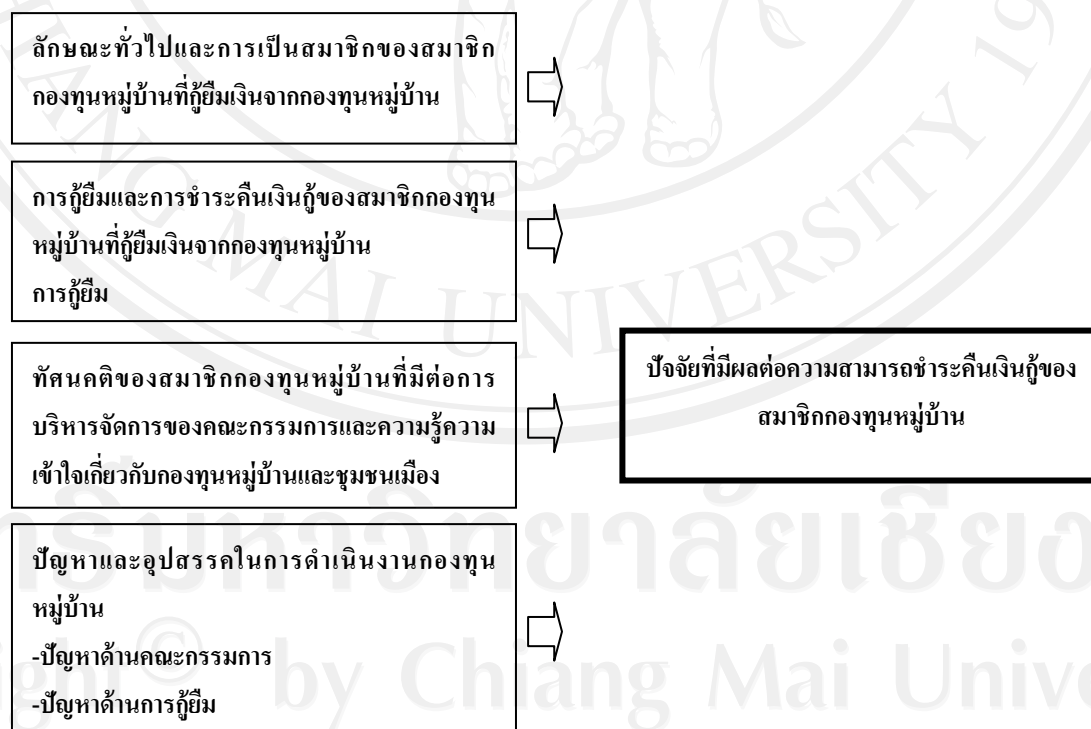 ลักษณะทั่วไปและการเป็นสมาชิกของสมาชิก
กองทุนหมู่บ้านที่กู้ยืมเงินจากกองทุนหมู่บ้าน
การกู้ยืมและการชำระคืนเงินกู้ของสมาชิกกองทุน
หมู่บ้านที่กู้ยืมเงินจากกองทุนหมู่บ้าน
การกู้ยืม
ทัศนคติของสมาชิกกองทุนหมู่บ้านที่มีต่อการ
บริหารจัดการของคณะกรรมการและความรู้ความ
เข้าใจเกี่ยวกับกองทุนหมู่บ้านและชุมชนเมือง
ปัจจัยที่มีผลต่อความสามารถชำระคืนเงินกู้ของ
สมาชิกกองทุนหมู่บ้าน
ปัญหาและอุปสรรคในการดำเนินงานกองทุน
หมู่บ้าน
-ปัญหาด้านคณะกรรมการ
-ปัญหาด้านการกู้ยืม
MAI UNIVERSITY 19
© by Chiang Mai